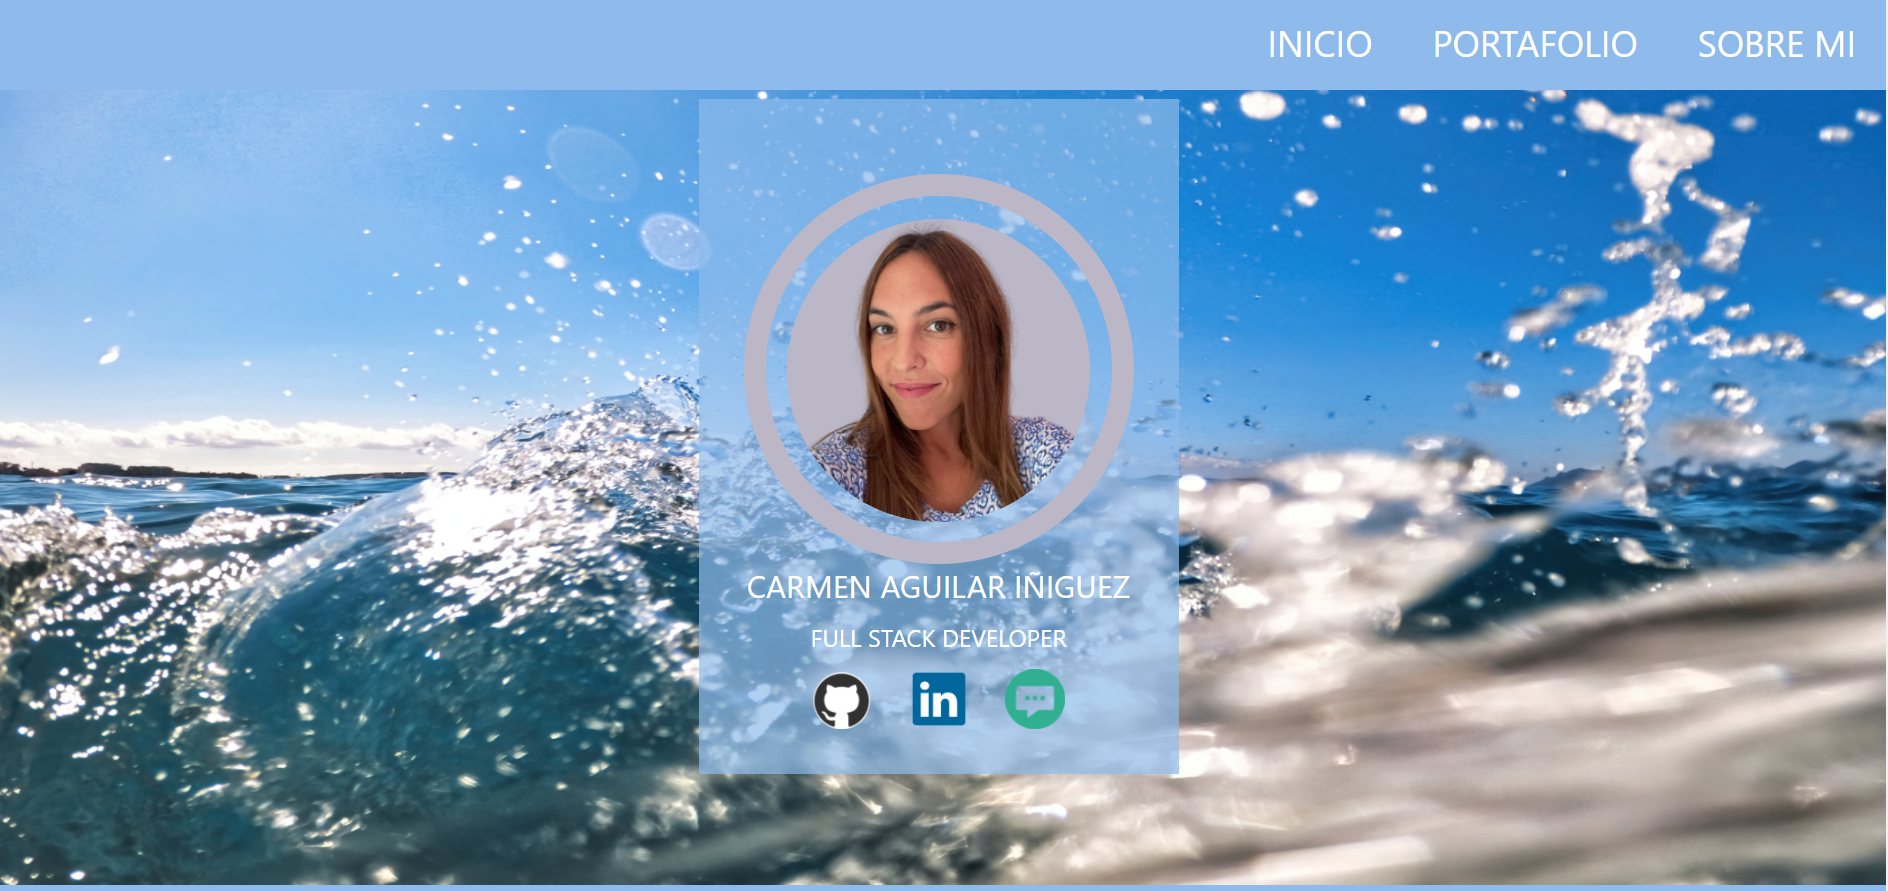 INICIO PORTAFOLIO SOBRE MI
CARMEN AGUILAR IÑIGUEZ
FULL STACK DEVELOPER
in